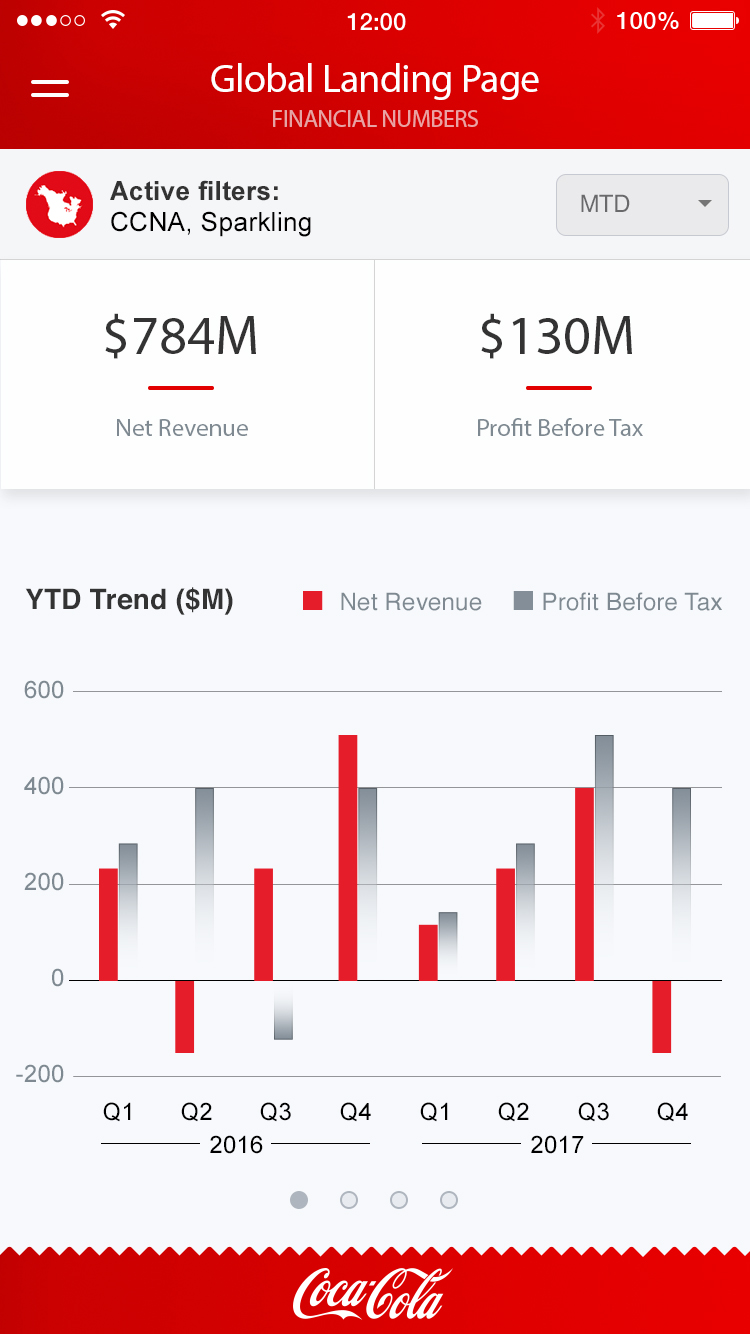 12:00
100%
Global Landing Page
FINANCIAL NUMBERS
Active filters:
CCNA, Sparkling
MTD
$784M
Net Revenue
$130M
Profit Before Tax
YTD Trend ($M)
Net Revenue
Profit Before Tax
600
400
200
0
-200
Q1 Q2 Q3 Q4 Q1 Q2 Q3 Q4
2016 2017
Coca-Cola